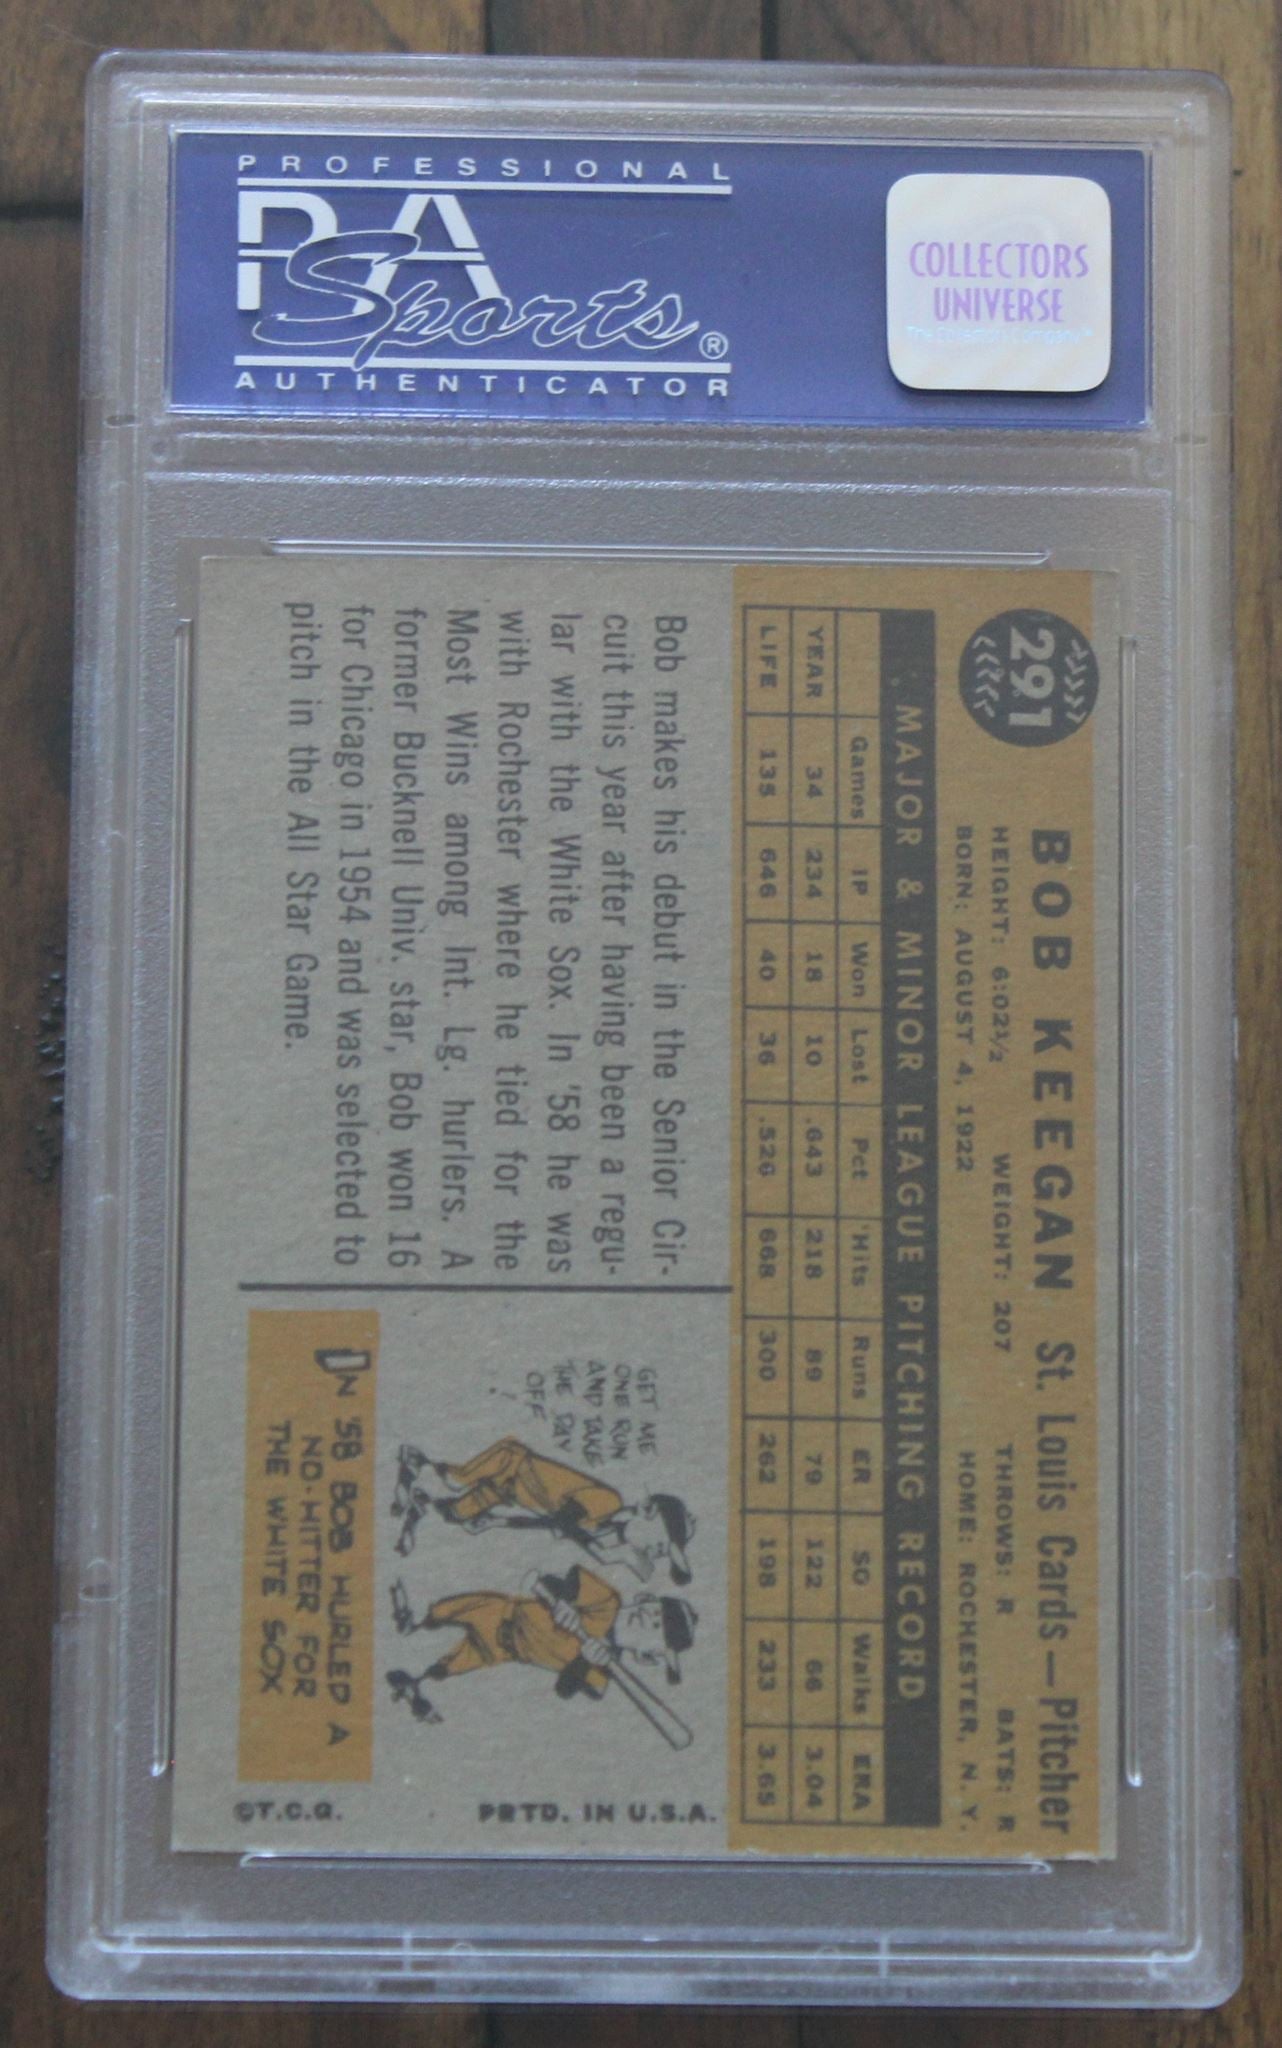 PROFESSIONAL
PSA
Sports®
AUTHENTICATOR
COLLECTORS
UNIVERSE
The Collectors Company™
291
BOB KEEGAN St. Louis Cards—Pitcher
HEIGHT: 6:02½ WEIGHT: 207 THROWS: R BATS: R
BORN: AUGUST 4, 1922 HOME: ROCHESTER, N. Y.
MAJOR & MINOR LEAGUE PITCHING RECORD
Games IP Won Lost Pct Hits Runs ER SO Walks ERA
YEAR 34 234 18 10 .643 218 89 79 122 66 3.04
LIFE 135 646 40 36 .526 668 300 262 198 233 3.65
Bob makes his debut in the Senior Cir-
cuit this year after having been a regu-
lar with the White Sox. In '58 he was
with Rochester where he tied for the
Most Wins among Int. Lg. hurlers. A
former Bucknell Univ. star, Bob won 16
for Chicago in 1954 and was selected to
pitch in the All Star Game.
GET ME
ONE RUN
AND TAKE
THE DAY
OFF
!
IN '58 BOB HURLED A
NO-HITTER FOR
THE WHITE SOX
©T.C.G. PRTD. IN U.S.A.